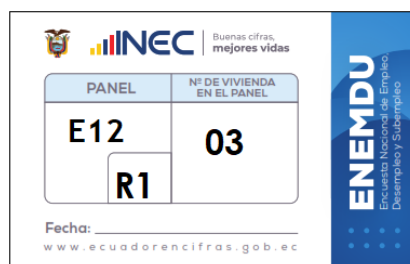 INEC
Buenas cifras,
mejores vidas
PANEL
Nº DE VIVIENDA
EN EL PANEL
E12
R1
03
Fecha:
www.ecuadorencifras.gob.ec
ENEMDU
Encuesta Nacional de Empleo,
Desempleo y Subempleo